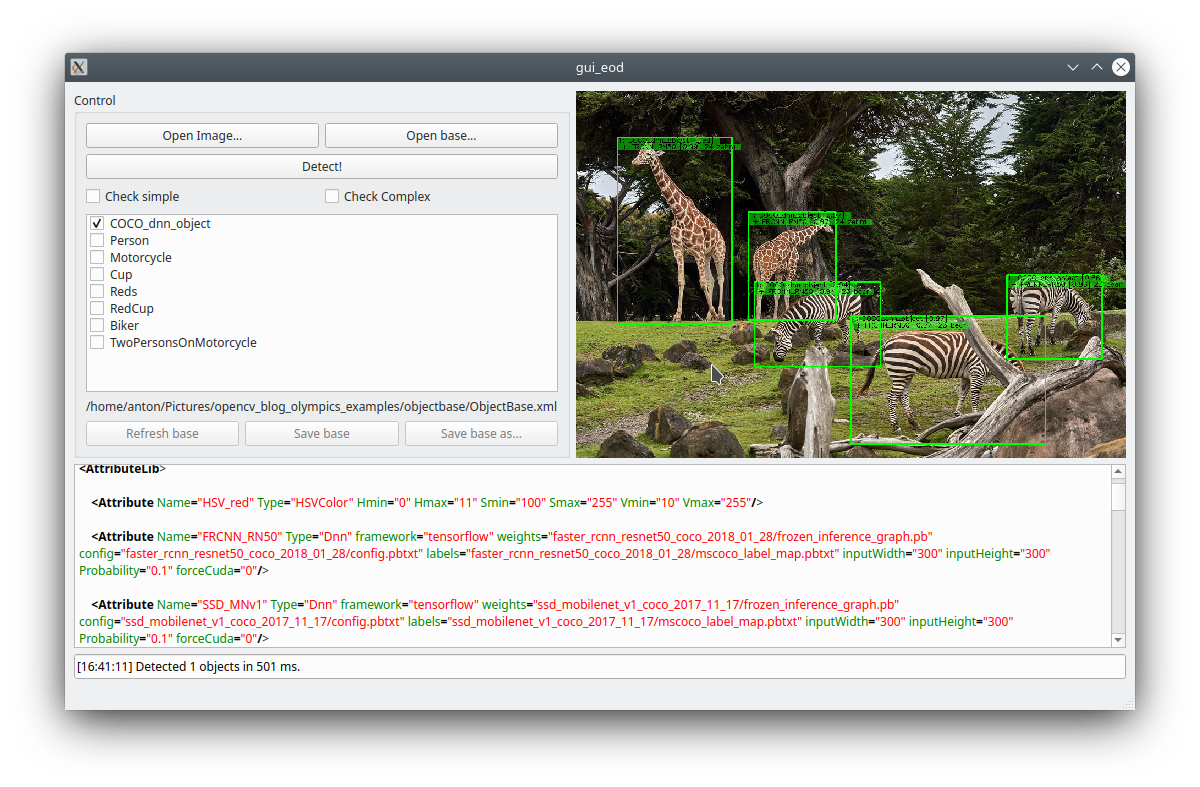 gui_eod
Control
Open Image...
Open base...
Detect!
Check simple
Check Complex
COCO_dnn_object
Person
Motorcycle
Cup
Reds
RedCup
Biker
TwoPersonsOnMotorcycle
/home/anton/Pictures/opencv_blog_olympics_examples/objectbase/ObjectBase.xml
Refresh base
Save base
Save base as...
<AttributeLib>
<Attribute Name="HSV_red" Type="HSVColor" Hmin="0" Hmax="11" Smin="100" Smax="255" Vmin="10" Vmax="255"/>
<Attribute Name="FRCNN_RN50" Type="Dnn" framework="tensorflow" weights="faster_rcnn_resnet50_coco_2018_01_28/frozen_inference_graph.pb"
config="faster_rcnn_resnet50_coco_2018_01_28/config.pbtxt" labels="faster_rcnn_resnet50_coco_2018_01_28/mscoco_label_map.pbtxt" inputWidth="300" inputHeight="300"
Probability="0.1" forceCuda="0"/>
<Attribute Name="SSD_MNv1" Type="Dnn" framework="tensorflow" weights="ssd_mobilenet_v1_coco_2017_11_17/frozen_inference_graph.pb"
config="ssd_mobilenet_v1_coco_2017_11_17/config.pbtxt" labels="ssd_mobilenet_v1_coco_2017_11_17/mscoco_label_map.pbtxt" inputWidth="300" inputHeight="300"
Probability="0.1" forceCuda="0"/>
[16:41:11] Detected 1 objects in 501 ms.